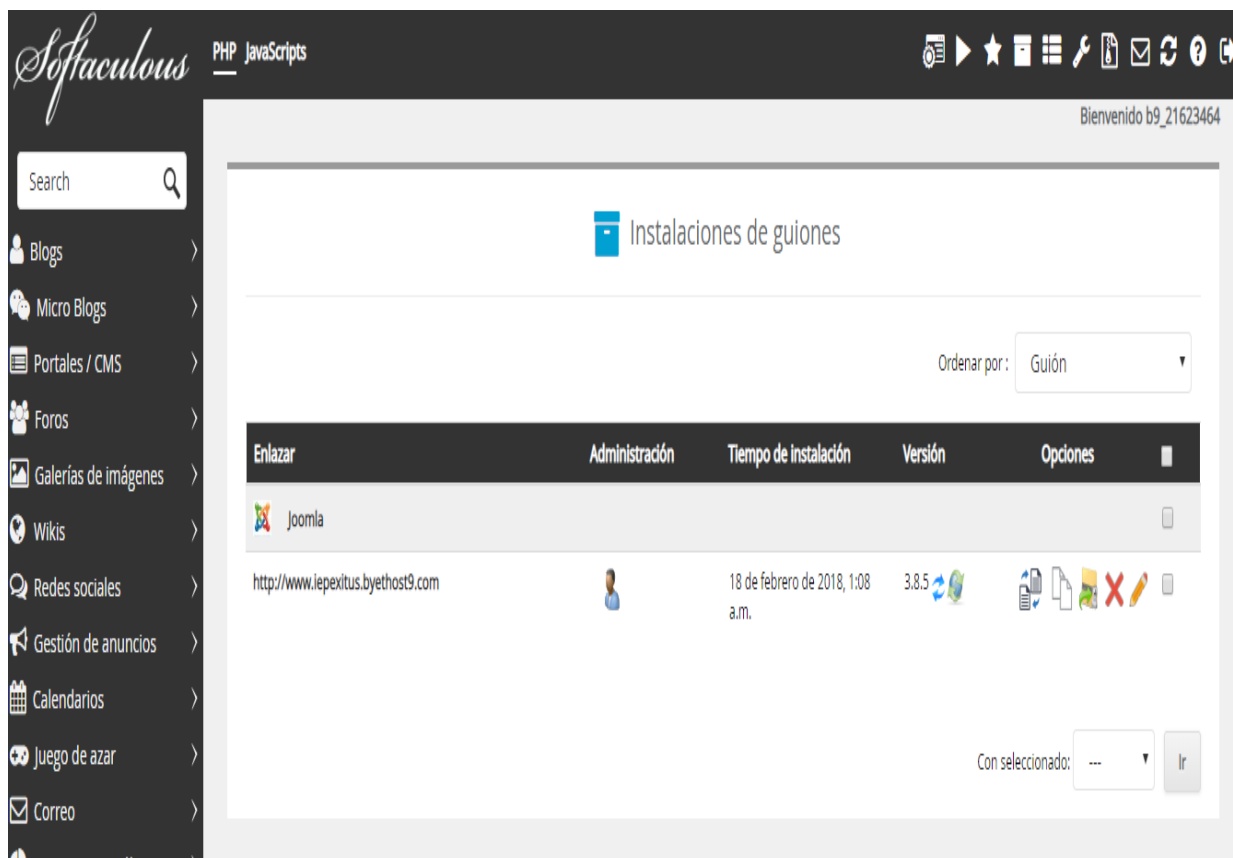 Softaculous
PHP JavaScripts
Bienvenido b9_21623464
Search
Blogs
Micro Blogs
Portales / CMS
Foros
Galerías de imágenes
Wikis
Redes sociales
Gestión de anuncios
Calendarios
Juego de azar
Correo
Instalaciones de guiones
Ordenar por : Guión
Enlazar Administración Tiempo de instalación Versión Opciones
Joomla
http://www.iepexitus.byethost9.com 18 de febrero de 2018, 1:08 3.8.5
a.m.
Con seleccionado: --- Ir